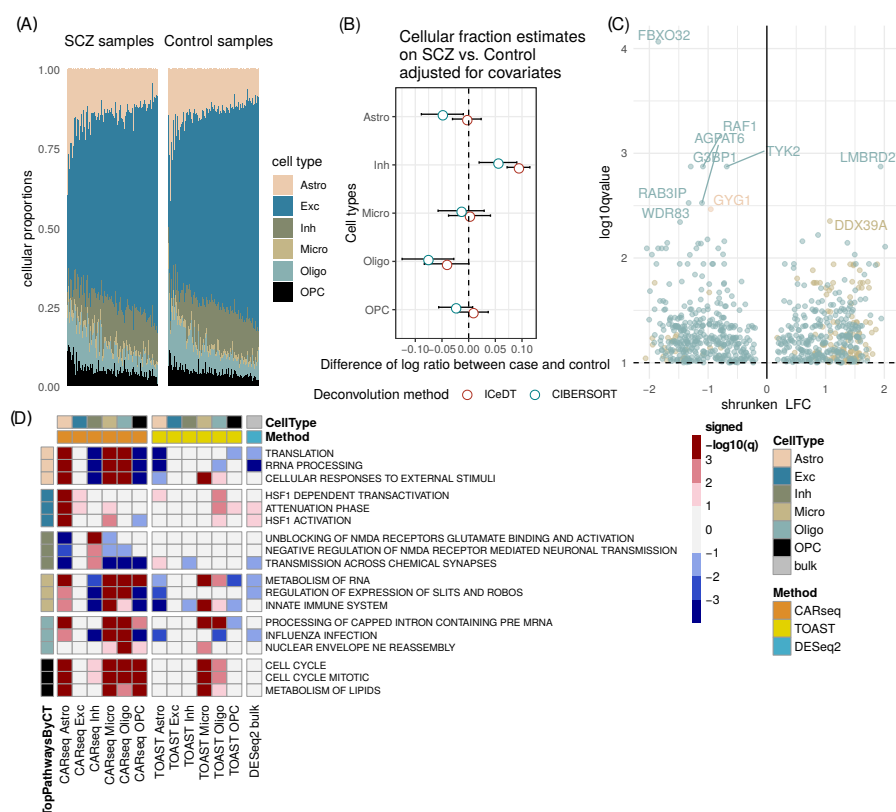 (A)
SCZ samples
Control samples
1.00
0.75
0.50
0.25
0.00
cellular proportions
cell type
Astro
Exc
Inh
Micro
Oligo
OPC
(B)
Cellular fraction estimates
on SCZ vs. Control
adjusted for covariates
Cell types
Astro
Inh
Micro
Oligo
OPC
−0.10
−0.05
0.00
0.05
0.10
Difference of log ratio between case and control
Deconvolution method
ICeDT
CIBERSORT
(C)
log10qvalue
4
3
2
1
FBXO32
RAF1
AGPAT6
G3BP1
TYK2
LMBRD2
RAB3IP
GYG1
WDR83
DDX39A
−2
−1
0
1
2
shrunken LFC
(D)
CellType
Method
TRANSLATION
RRNA PROCESSING
CELLULAR RESPONSES TO EXTERNAL STIMULI
HSF1 DEPENDENT TRANSACTIVATION
ATTENUATION PHASE
HSF1 ACTIVATION
UNBLOCKING OF NMDA RECEPTORS GLUTAMATE BINDING AND ACTIVATION
NEGATIVE REGULATION OF NMDA RECEPTOR MEDIATED NEURONAL TRANSMISSION
TRANSMISSION ACROSS CHEMICAL SYNAPSES
METABOLISM OF RNA
REGULATION OF EXPRESSION OF SLITS AND ROBOS
INNATE IMMUNE SYSTEM
PROCESSING OF CAPPED INTRON CONTAINING PRE MRNA
INFLUENZA INFECTION
NUCLEAR ENVELOPE NE REASSEMBLY
CELL CYCLE
CELL CYCLE MITOTIC
METABOLISM OF LIPIDS
TopPathwaysByCT
CARseq Astro
CARseq Exc
CARseq Inh
CARseq Micro
CARseq Oligo
CARseq OPC
TOAST Astro
TOAST Exc
TOAST Inh
TOAST Micro
TOAST Oligo
TOAST OPC
DESeq2 bulk
signed
−log10(q)
3
2
1
0
−1
−2
−3
CellType
Astro
Exc
Inh
Micro
Oligo
OPC
bulk
Method
CARseq
TOAST
DESeq2